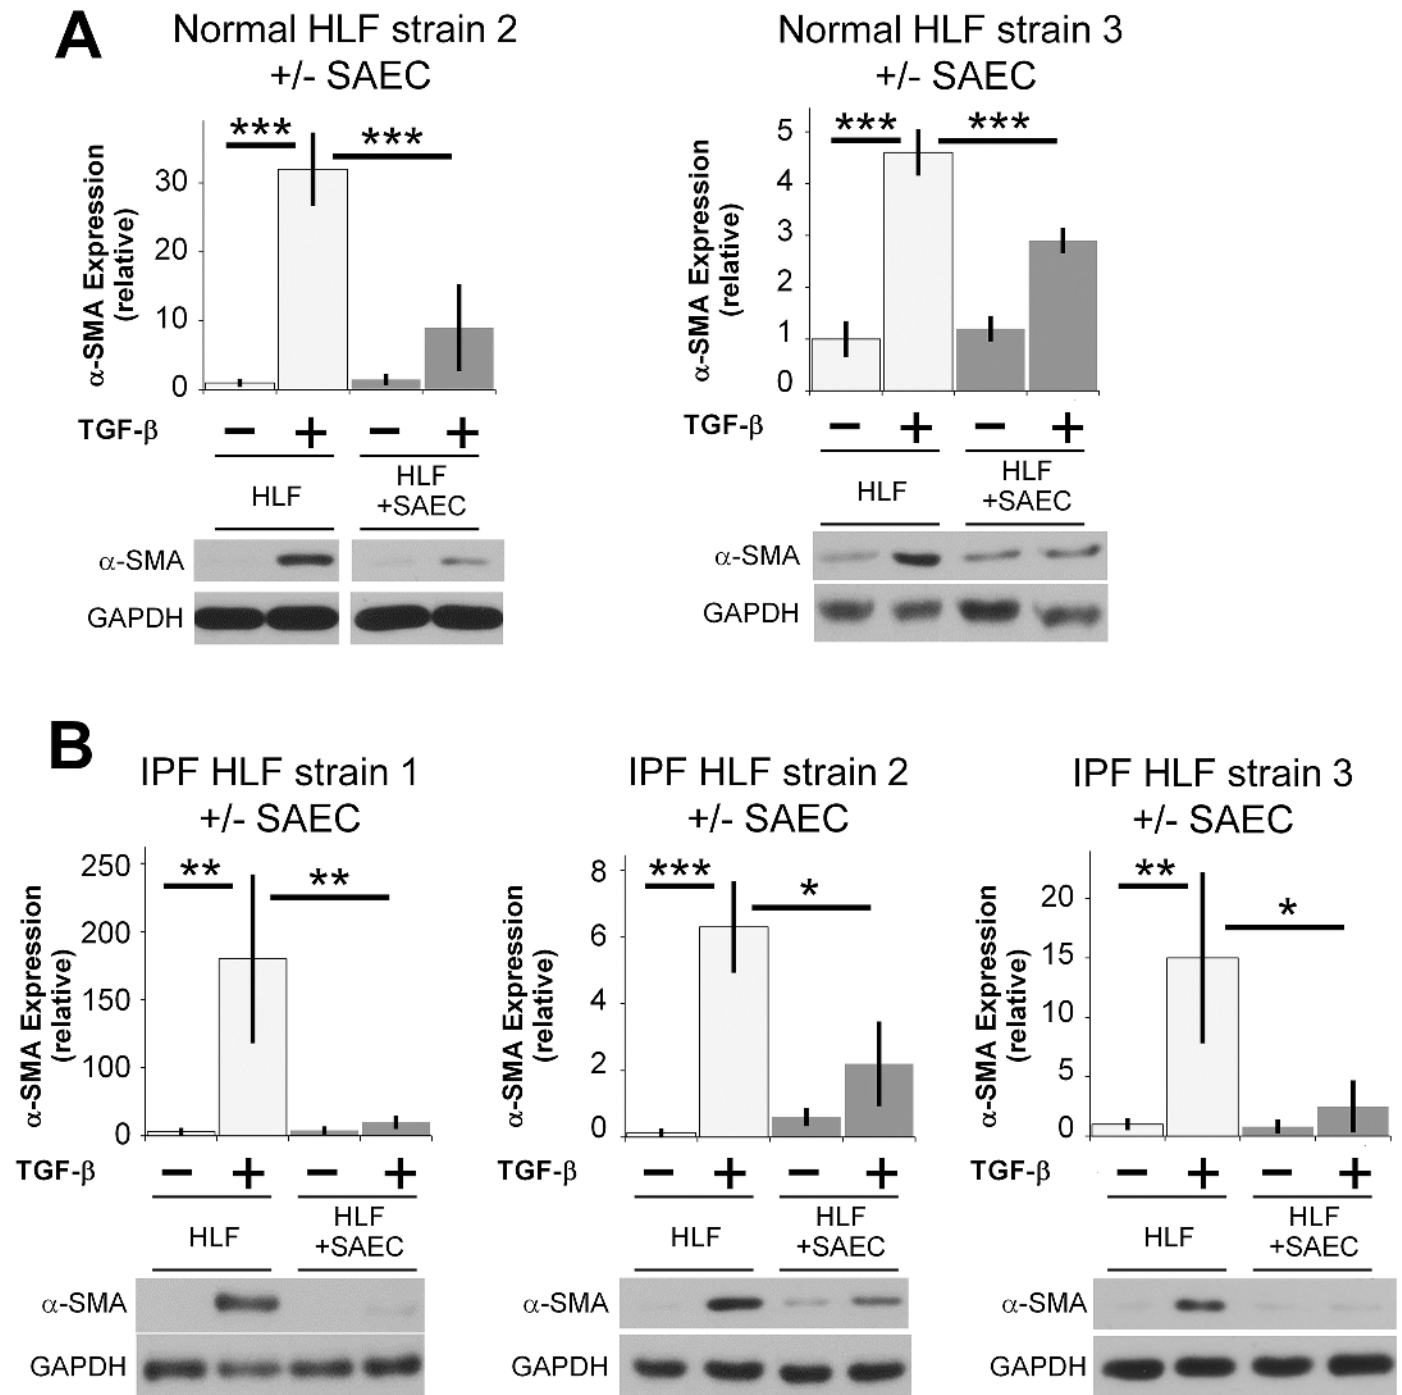 A
Normal HLF strain 2
+/- SAEC
α-SMA Expression
(relative)
***
***
30
20
10
0
TGF-β
− + − +
HLF
HLF
+SAEC
α-SMA
GAPDH
Normal HLF strain 3
+/- SAEC
α-SMA Expression
(relative)
***
***
5
4
3
2
1
0
TGF-β
− + − +
HLF
HLF
+SAEC
α-SMA
GAPDH
B
IPF HLF strain 1
+/- SAEC
α-SMA Expression
(relative)
**
**
250
200
150
100
0
TGF-β
− + − +
HLF
HLF
+SAEC
α-SMA
GAPDH
IPF HLF strain 2
+/- SAEC
α-SMA Expression
(relative)
***
*
8
6
4
2
0
TGF-β
− + − +
HLF
HLF
+SAEC
α-SMA
GAPDH
IPF HLF strain 3
+/- SAEC
α-SMA Expression
(relative)
**
*
20
15
10
5
0
TGF-β
− + − +
HLF
HLF
+SAEC
α-SMA
GAPDH